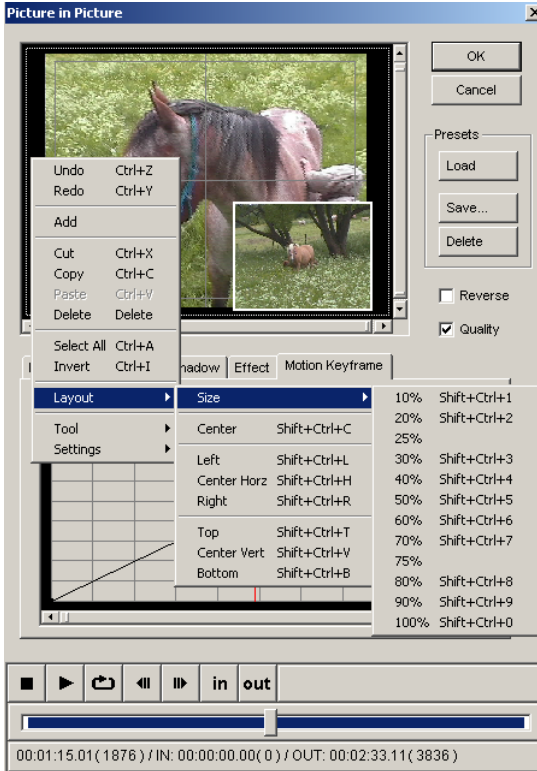 Picture in Picture
OK
Cancel
Presets
Load
Save...
Delete
Reverse
Quality
Undo Ctrl+Z
Redo Ctrl+Y
Add
Cut Ctrl+X
Copy Ctrl+C
Paste Ctrl+V
Delete Delete
Select All Ctrl+A
Invert Ctrl+I
Layout
Tool
Settings
Effect
Motion Keyframe
Size
Center Shift+Ctrl+C
Left Shift+Ctrl+L
Center Horz Shift+Ctrl+H
Right Shift+Ctrl+R
Top Shift+Ctrl+T
Center Vert Shift+Ctrl+V
Bottom Shift+Ctrl+B
10% Shift+Ctrl+1
20% Shift+Ctrl+2
25%
30% Shift+Ctrl+3
40% Shift+Ctrl+4
50% Shift+Ctrl+5
60% Shift+Ctrl+6
70% Shift+Ctrl+7
75%
80% Shift+Ctrl+8
90% Shift+Ctrl+9
100% Shift+Ctrl+0
in out
00:01:15.01 ( 1876 ) / IN: 00:00:00.00( 0 ) / OUT: 00:02:33.11( 3836 )